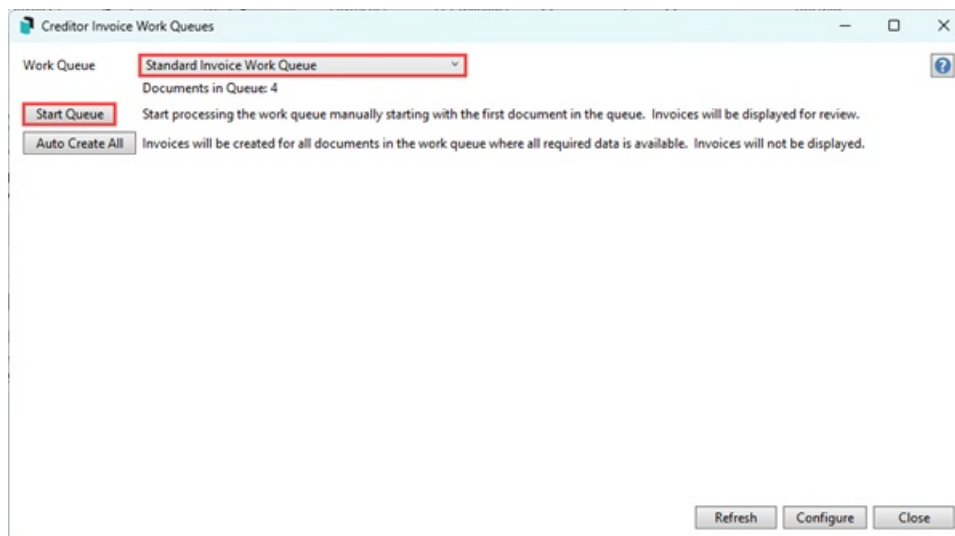 Creditor Invoice Work Queues
Work Queue Standard Invoice Work Queue
Documents in Queue: 4
Start Queue Start processing the work queue manually starting with the first document in the queue. Invoices will be displayed for review.
Auto Create All Invoices will be created for all documents in the work queue where all required data is available. Invoices will not be displayed.
Refresh Configure Close